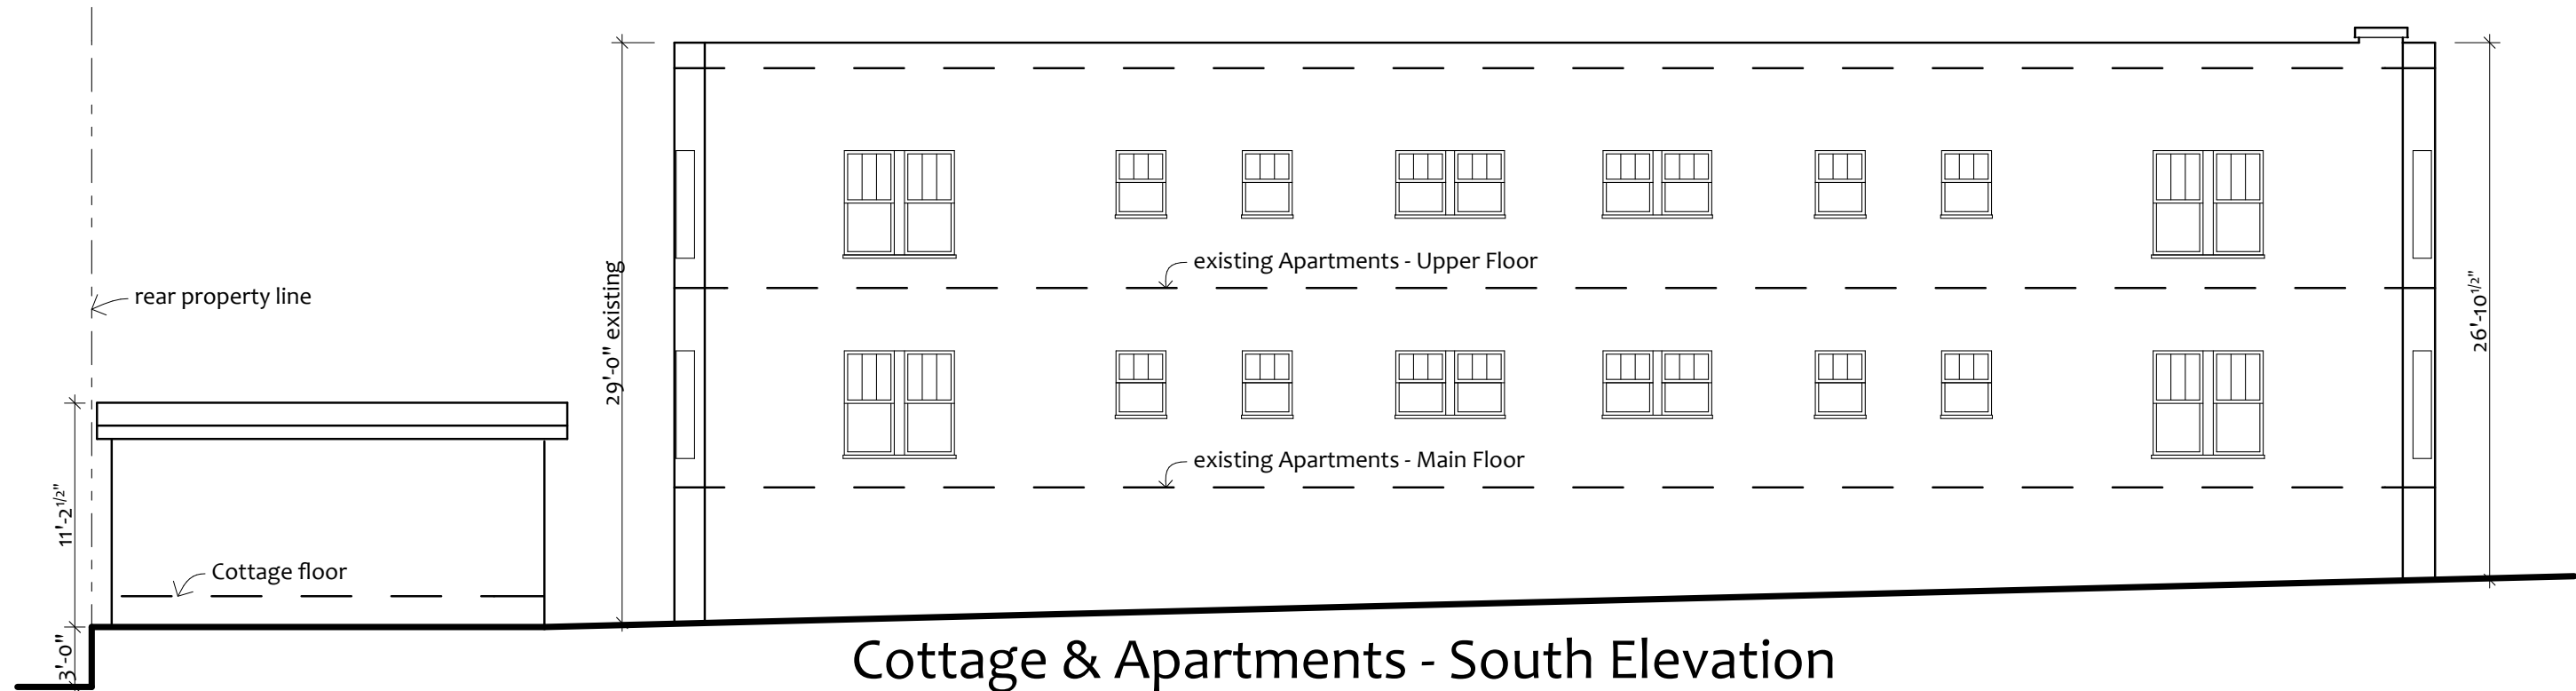 rear property line
29'-0" existing
existing Apartments - Upper Floor
26'-10 1/2"
existing Apartments - Main Floor
11'-2 1/2"
Cottage floor
3'-0"
Cottage & Apartments - South Elevation